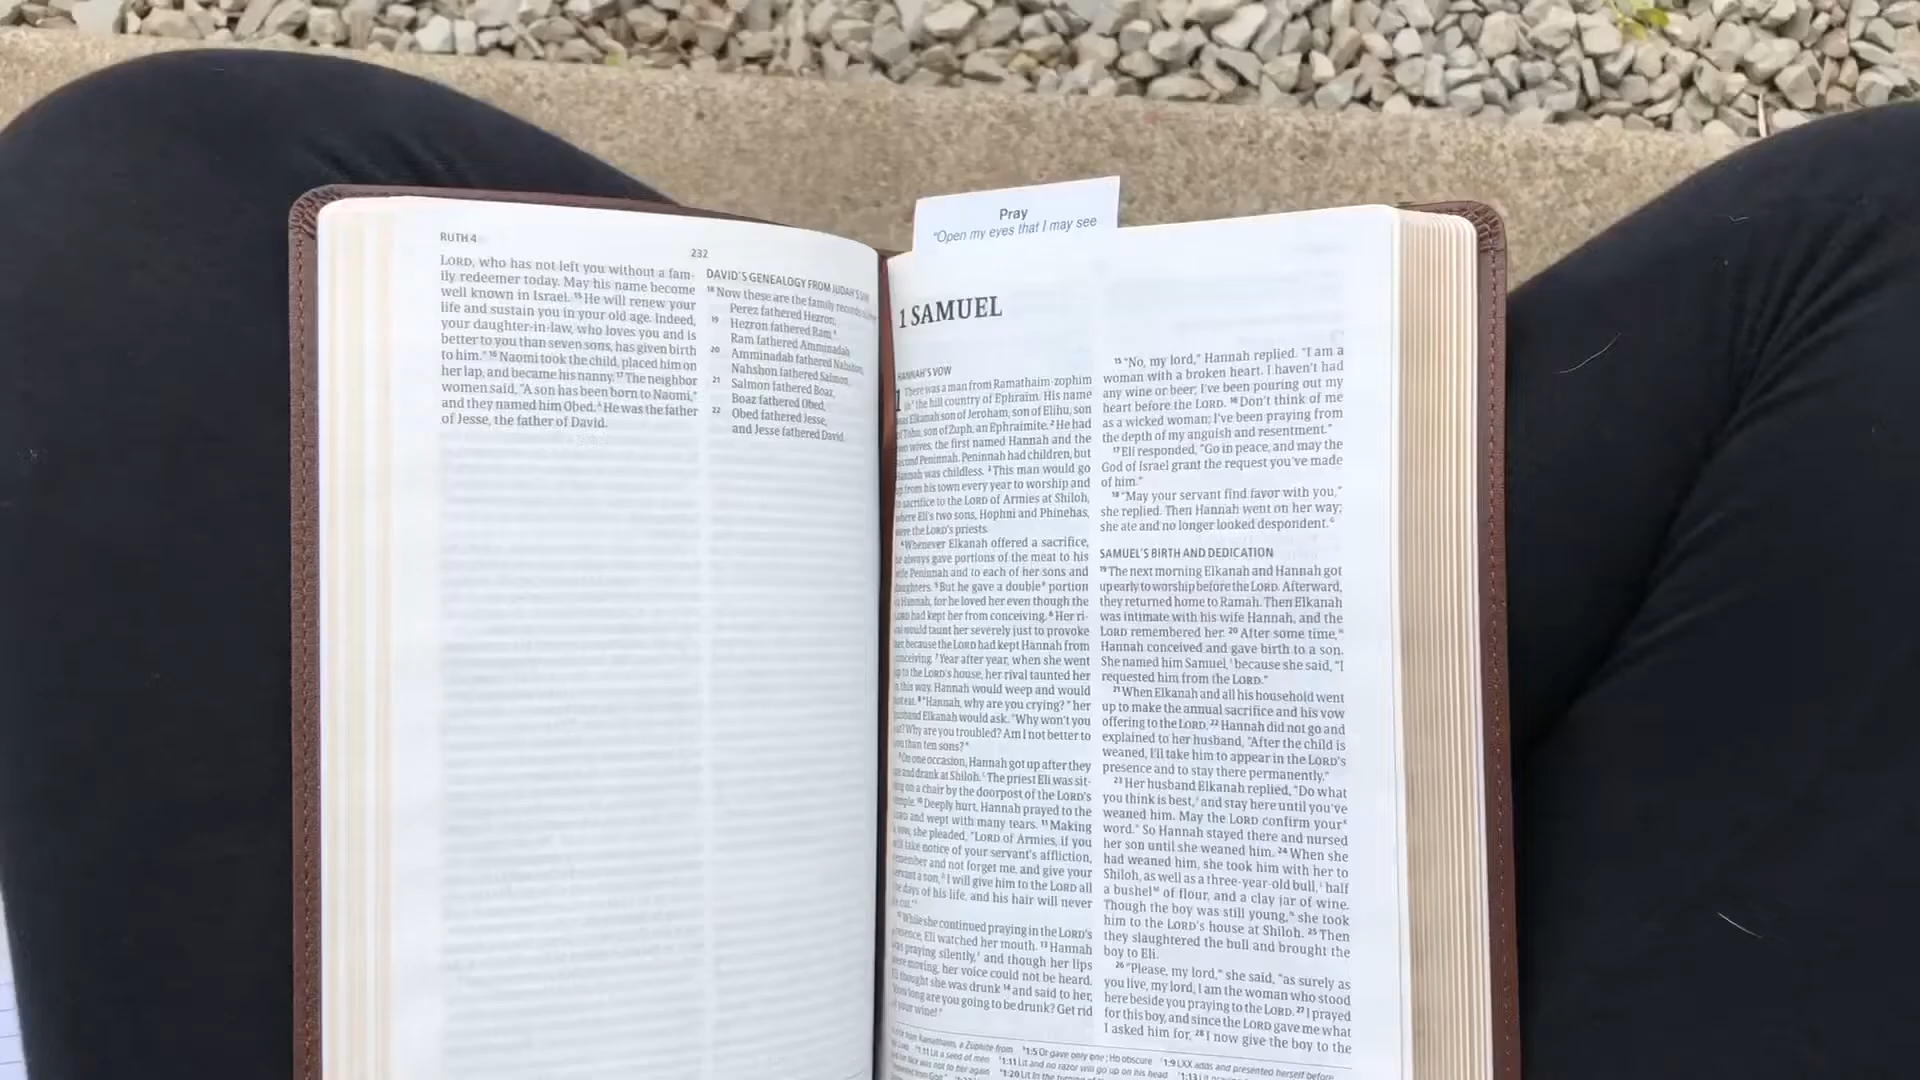 Pray
"Open my eyes that I may see
RUTH 4
232
LORD, who has not left you without a fam-
ily redeemer today. May his name become
well known in Israel. 15 He will renew your
life and sustain you in your old age. Indeed,
your daughter-in-law, who loves you and is
better to you than seven sons, has given birth
to him." 16 Naomi took the child, placed him on
her lap, and became his nanny. 17 The neighbor
women said, "A son has been born to Naomi,"
and they named him Obed. He was the father
of Jesse, the father of David.
DAVID'S GENEALOGY FROM JUDAH'S
18 Now these are the family records
Perez fathered Hezron,
19 Hezron fathered Ram,
Ram fathered Amminadab
20 Amminadab fathered Nahshon,
Nahshon fathered Salmon,
21 Salmon fathered Boaz,
Boaz fathered Obed,
22 Obed fathered Jesse,
and Jesse fathered David.
1 SAMUEL
HANNAH'S VOW
1 There was a man from Ramathaim-zophim
in the hill country of Ephraim. His name
was Elkanah son of Jeroham, son of Elihu, son
of Tohu, son of Zuph, an Ephraimite. 2 He had
two wives, the first named Hannah and the
second Peninnah. Peninnah had children, but
Hannah was childless. 3 This man would go
up from his town every year to worship and
to sacrifice to the LORD of Armies at Shiloh,
where Eli's two sons, Hophni and Phinehas,
were the LORD's priests.
4 Whenever Elkanah offered a sacrifice,
he always gave portions of the meat to his
wife Peninnah and to each of her sons and
daughters. 5 But he gave a double portion
to Hannah, for he loved her even though the
LORD had kept her from conceiving. 6 Her ri-
val would taunt her severely just to provoke
her, because the LORD had kept Hannah from
conceiving. 7 Year after year, when she went
up to the LORD's house, her rival taunted her
in this way. Hannah would weep and would
not eat. 8 "Hannah, why are you crying?" her
husband Elkanah would ask. "Why won't you
eat? Why are you troubled? Am I not better to
you than ten sons?"
9 On one occasion, Hannah got up after they
ate and drank at Shiloh. The priest Eli was sit-
ting on a chair by the doorpost of the LORD's
temple. 10 Deeply hurt, Hannah prayed to the
LORD and wept with many tears. 11 Making
a vow, she pleaded, "LORD of Armies, if you
will take notice of your servant's affliction,
remember and not forget me, and give your
servant a son, I will give him to the LORD all
the days of his life, and his hair will never
be cut."
12 While she continued praying in the LORD's
presence, Eli watched her mouth. 13 Hannah
was praying silently, and though her lips
were moving, her voice could not be heard.
Eli thought she was drunk 14 and said to her,
"How long are you going to be drunk? Get rid
of your wine!"
15 "No, my lord," Hannah replied. "I am a
woman with a broken heart. I haven't had
any wine or beer; I've been pouring out my
heart before the LORD. 16 Don't think of me
as a wicked woman; I've been praying from
the depth of my anguish and resentment."
17 Eli responded, "Go in peace, and may the
God of Israel grant the request you've made
of him."
18 "May your servant find favor with you,"
she replied. Then Hannah went on her way;
she ate and no longer looked despondent.
SAMUEL'S BIRTH AND DEDICATION
19 The next morning Elkanah and Hannah got
up early to worship before the LORD. Afterward,
they returned home to Ramah. Then Elkanah
was intimate with his wife Hannah, and the
LORD remembered her. 20 After some time,
Hannah conceived and gave birth to a son.
She named him Samuel, because she said, "I
requested him from the LORD."
21 When Elkanah and all his household went
up to make the annual sacrifice and his vow
offering to the LORD, 22 Hannah did not go and
explained to her husband, "After the child is
weaned, I'll take him to appear in the LORD's
presence and to stay there permanently."
23 Her husband Elkanah replied, "Do what
you think is best, and stay here until you've
weaned him. May the LORD confirm your
word." So Hannah stayed there and nursed
her son until she weaned him. 24 When she
had weaned him, she took him with her to
Shiloh, as well as a three-year-old bull, half
a bushel of flour, and a clay jar of wine.
Though the boy was still young, she took
him to the LORD's house at Shiloh. 25 Then
they slaughtered the bull and brought the
boy to Eli.
26 "Please, my lord," she said, "as surely as
you live, my lord, I am the woman who stood
here beside you praying to the LORD. 27 I prayed
for this boy, and since the LORD gave me what
I asked him for, 28 I now give the boy to the
from Ramathaim, a Zuphite from 1:5 Or gave only one; Hb obscure 1:9 LXX adds and presented herself before
1:11 Lit a seed of men 1:11 Lit and no razor will go up on his head 1:13